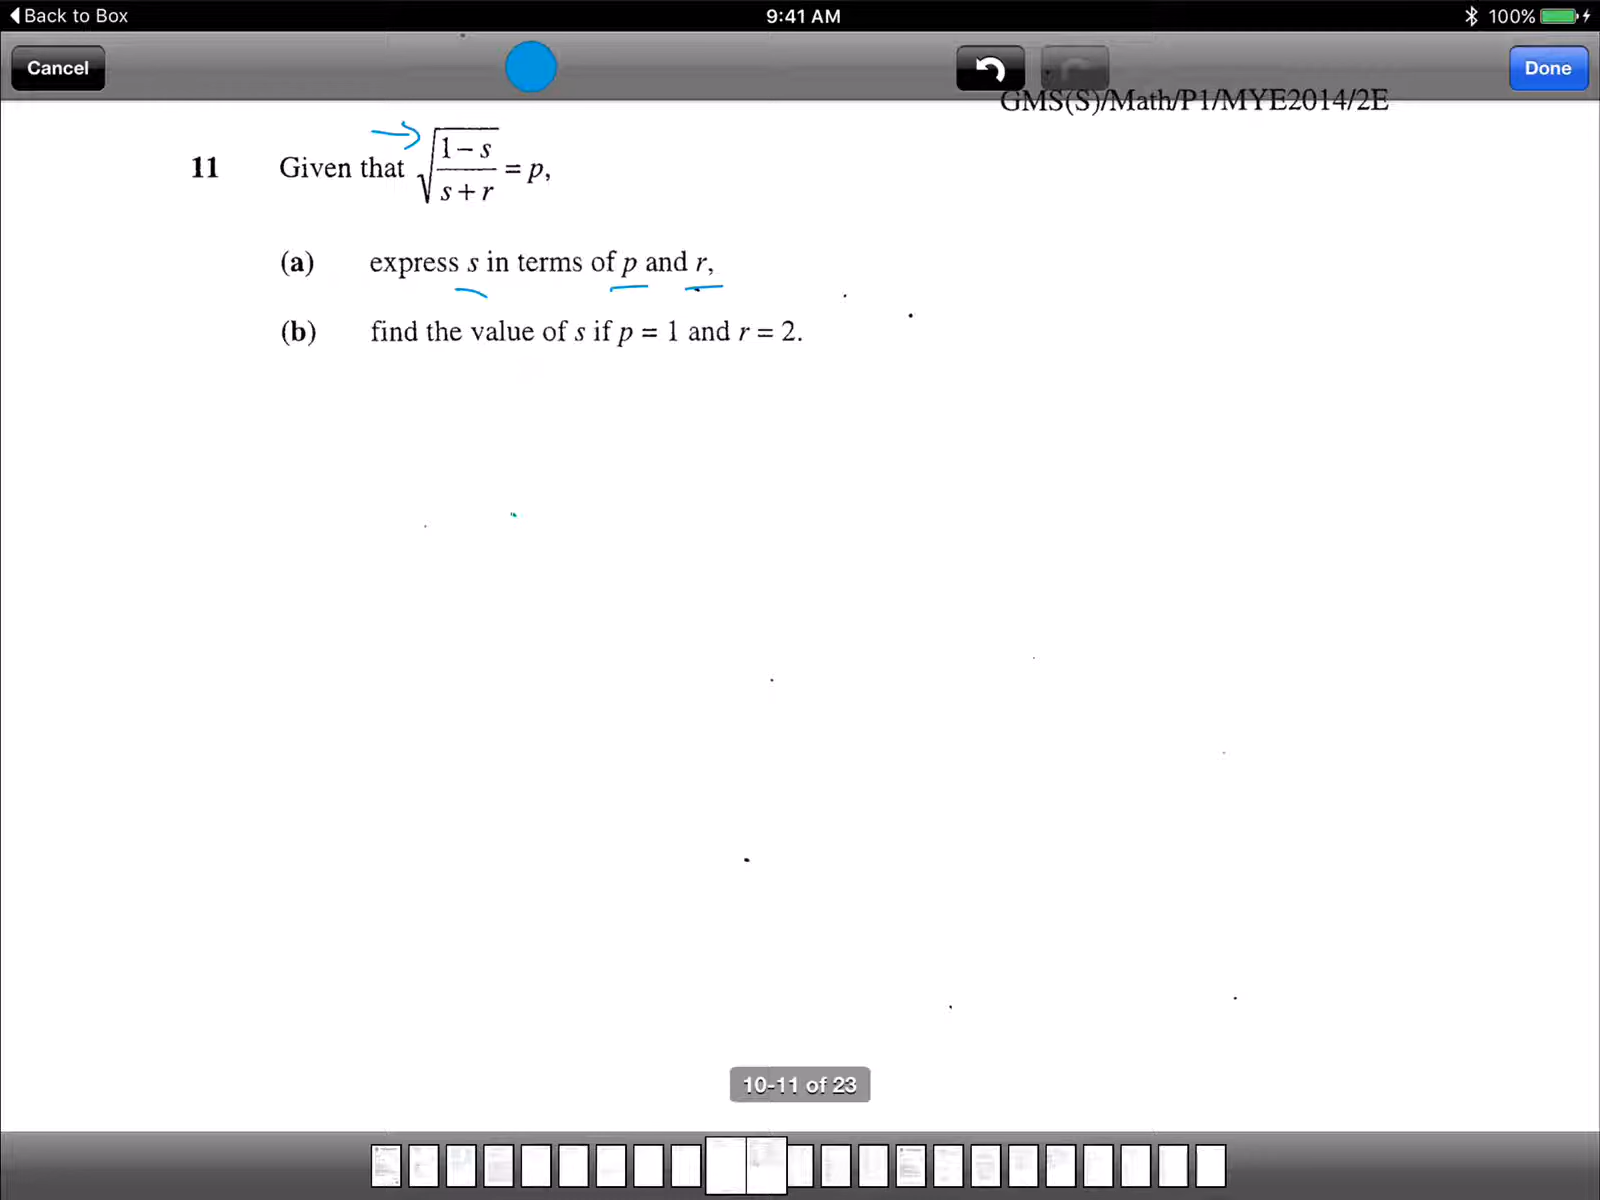 Back to Box 9:41 AM 100%
Cancel Done
GMS(S)/Math/P1/MYE2014/2E
11 Given that √((1 − s)/(s + r)) = p,
(a) express s in terms of p and r,
(b) find the value of s if p = 1 and r = 2.
10-11 of 23